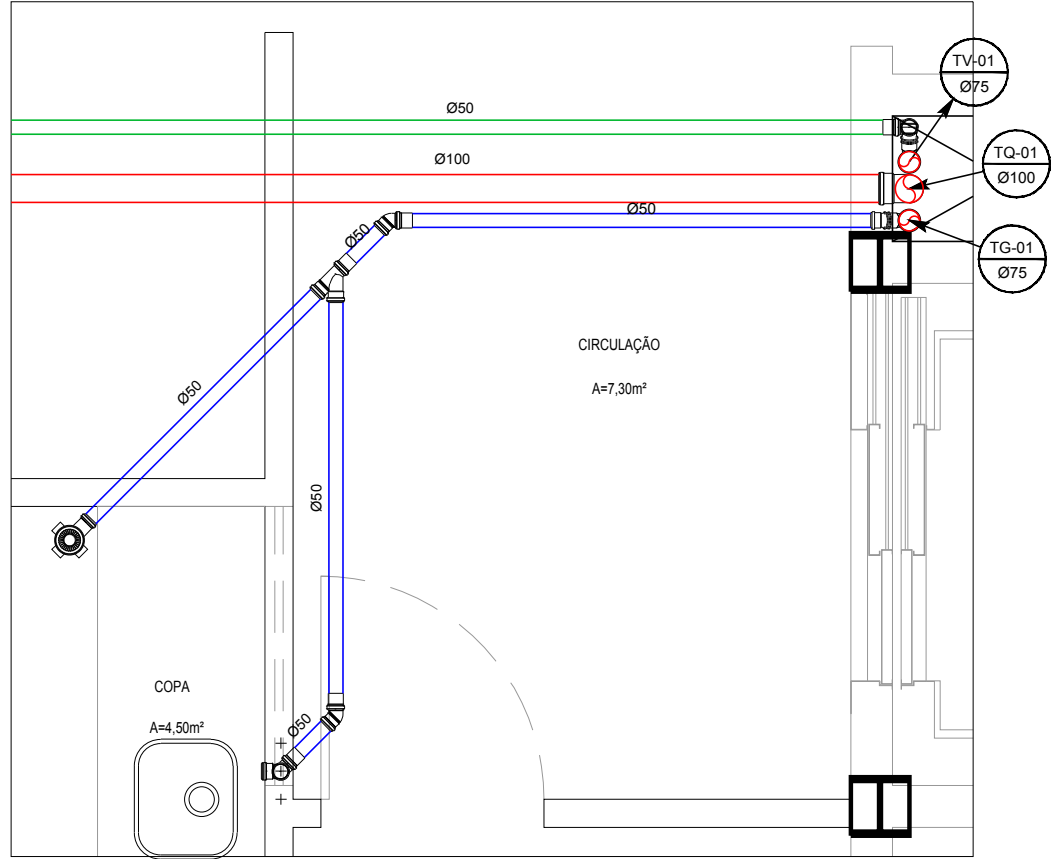 TV-01
Ø75
Ø50
TQ-01
Ø100
Ø100
Ø50
Ø50
TG-01
Ø75
CIRCULAÇÃO
A=7,30m²
Ø50
Ø50
COPA
A=4,50m²
Ø50